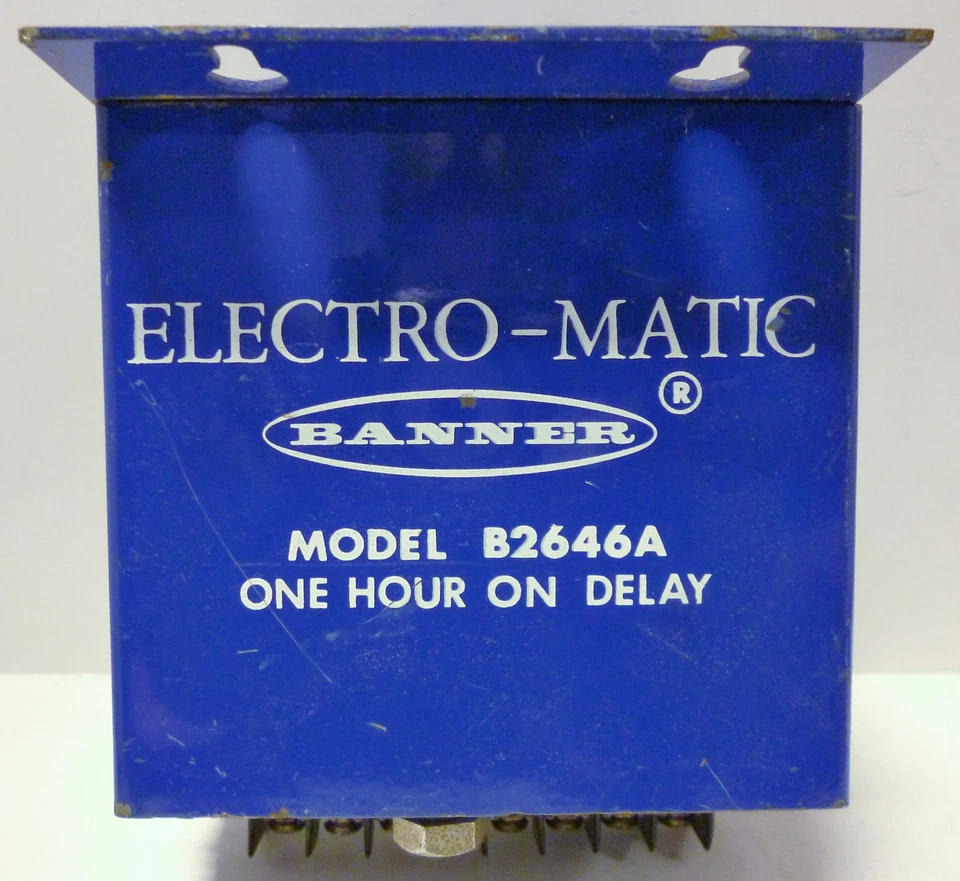 ELECTRO-MATIC
®
BANNER
MODEL B2646A
ONE HOUR ON DELAY